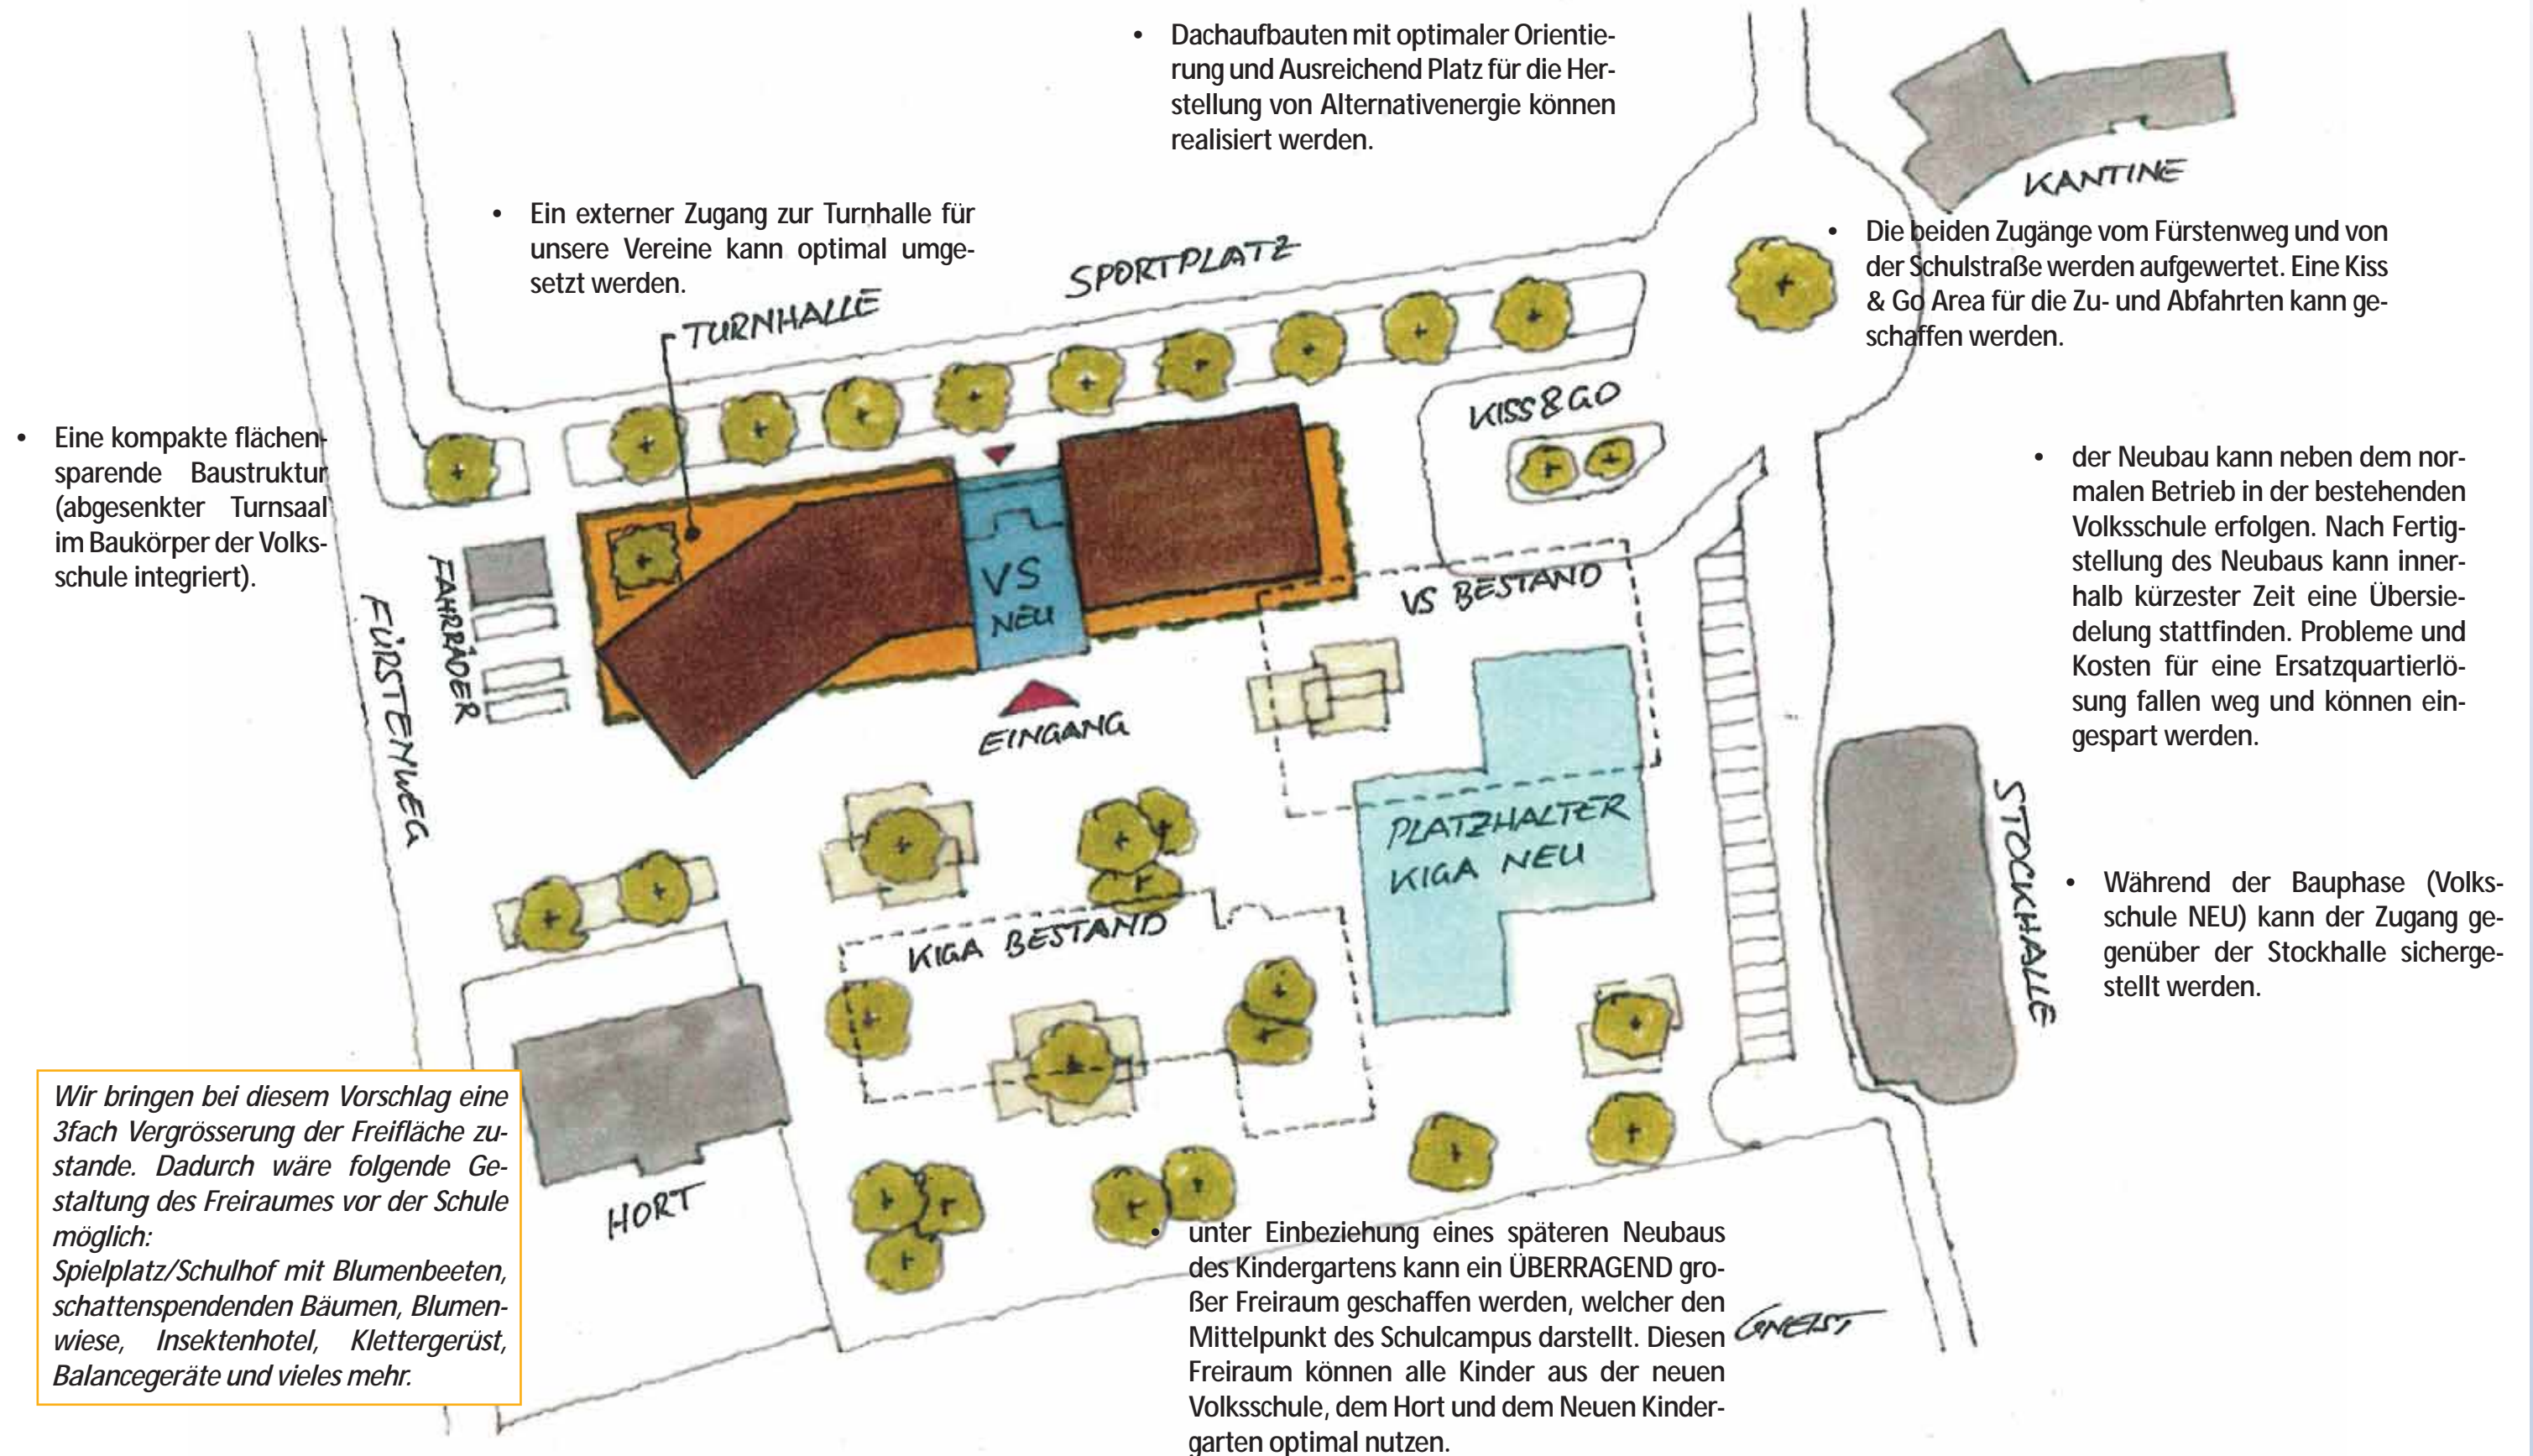 • Dachaufbauten mit optimaler Orientie-
rung und Ausreichend Platz für die Her-
stellung von Alternativenergie können
realisiert werden.
KANTINE
• Ein externer Zugang zur Turnhalle für
unsere Vereine kann optimal umge-
setzt werden.
• Die beiden Zugänge vom Fürstenweg und von
der Schulstraße werden aufgewertet. Eine Kiss
& Go Area für die Zu- und Abfahrten kann ge-
schaffen werden.
SPORTPLATZ
TURNHALLE
KISS&GO
• Eine kompakte flächen-
sparende Baustruktur
(abgesenkter Turnsaal
im Baukörper der Volks-
schule integriert).
• der Neubau kann neben dem nor-
malen Betrieb in der bestehenden
Volksschule erfolgen. Nach Fertig-
stellung des Neubaus kann inner-
halb kürzester Zeit eine Übersie-
delung stattfinden. Probleme und
Kosten für eine Ersatzquartierlö-
sung fallen weg und können ein-
gespart werden.
FAHRRÄDER
FÜRSTENWEG
VS
NEU
VS BESTAND
EINGANG
PLATZHALTER
KIGA NEU
STOCKHALLE
• Während der Bauphase (Volks-
schule NEU) kann der Zugang ge-
genüber der Stockhalle sicherge-
stellt werden.
KIGA BESTAND
Wir bringen bei diesem Vorschlag eine
3fach Vergrösserung der Freifläche zu-
stande. Dadurch wäre folgende Ge-
staltung des Freiraumes vor der Schule
möglich:
Spielplatz/Schulhof mit Blumenbeeten,
schattenspendenden Bäumen, Blumen-
wiese, Insektenhotel, Klettergerüst,
Balancegeräte und vieles mehr.
HORT
• unter Einbeziehung eines späteren Neubaus
des Kindergartens kann ein ÜBERRAGEND gro-
ßer Freiraum geschaffen werden, welcher den
Mittelpunkt des Schulcampus darstellt. Diesen
Freiraum können alle Kinder aus der neuen
Volksschule, dem Hort und dem Neuen Kinder-
garten optimal nutzen.
GNEIST